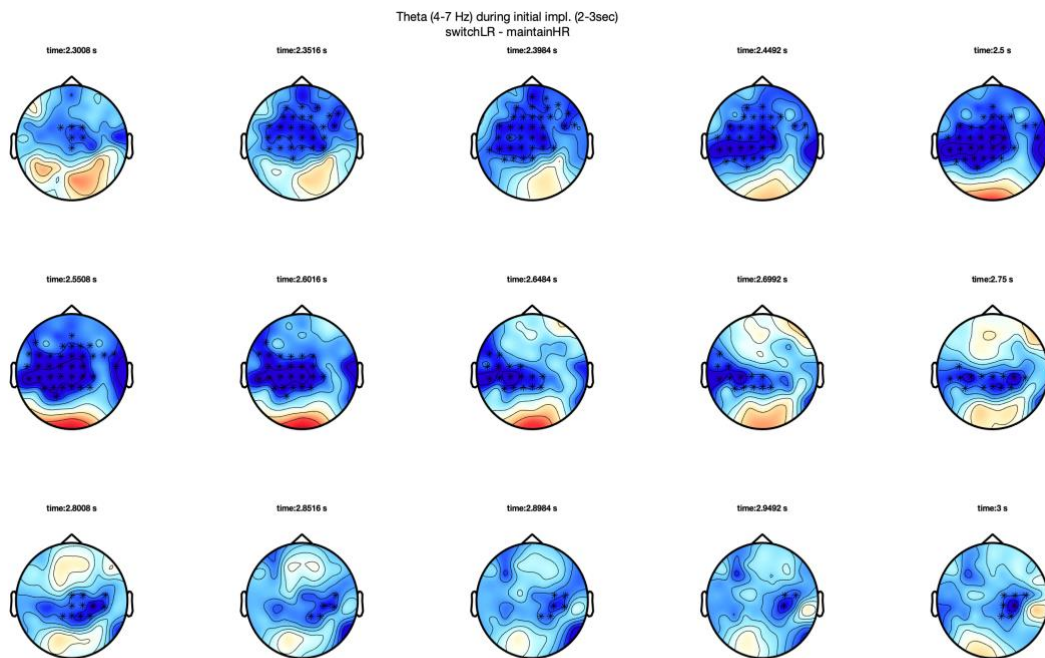 Theta (4-7 Hz) during initial impl. (2-3sec)
switchLR - maintainHR
time:2.3008 s
time:2.3516 s
time:2.3984 s
time:2.4492 s
time:2.5 s
time:2.5508 s
time:2.6016 s
time:2.6484 s
time:2.6992 s
time:2.75 s
time:2.8008 s
time:2.8516 s
time:2.8984 s
time:2.9492 s
time:3 s